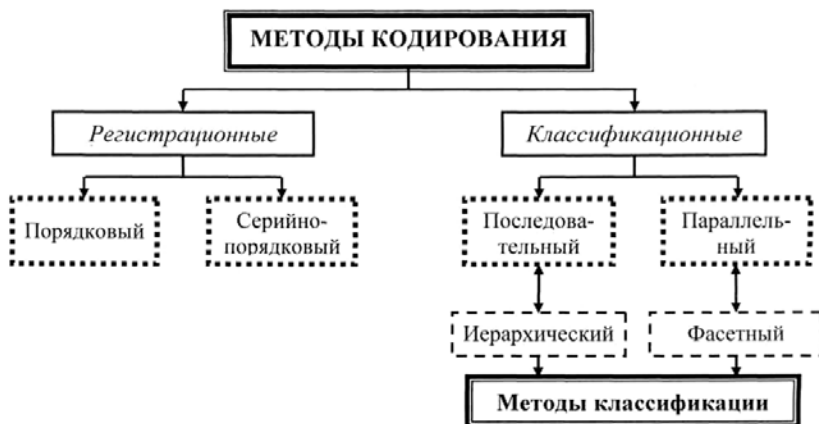 МЕТОДЫ КОДИРОВАНИЯ
Регистрационные
Классификационные
Порядковый
Серийно-
порядковый
Последова-
тельный
Параллель-
ный
Иерархический
Фасетный
Методы классификации